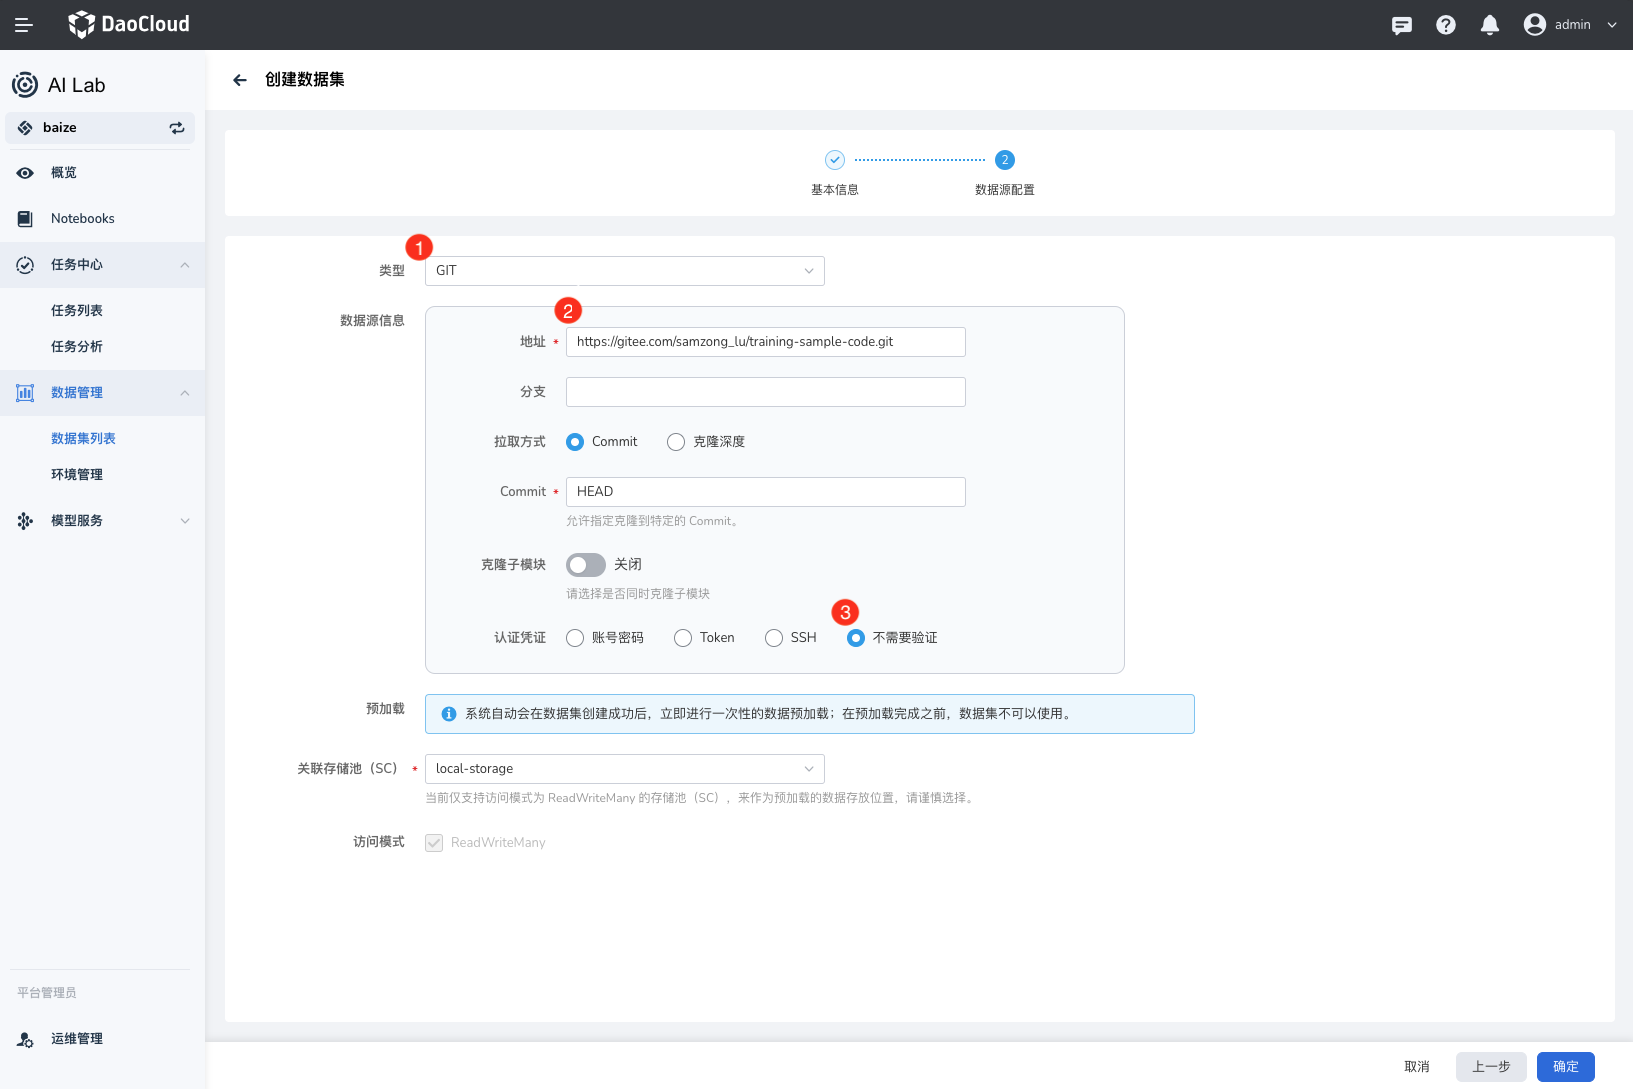 DaoCloud
admin
AI Lab
baize
概览
Notebooks
任务中心
任务列表
任务分析
数据管理
数据集列表
环境管理
模型服务
平台管理员
运维管理
创建数据集
2
基本信息
数据源配置
1
类型
GIT
数据源信息
2
地址 *
https://gitee.com/samzong_lu/training-sample-code.git
分支
拉取方式
Commit
克隆深度
Commit *
HEAD
允许指定克隆到特定的 Commit。
克隆子模块
关闭
请选择是否同时克隆子模块
3
认证凭证
账号密码
Token
SSH
不需要验证
预加载
系统自动会在数据集创建成功后，立即进行一次性的数据预加载；在预加载完成之前，数据集不可以使用。
关联存储池（SC） *
local-storage
当前仅支持访问模式为 ReadWriteMany 的存储池（SC），来作为预加载的数据存放位置，请谨慎选择。
访问模式
ReadWriteMany
取消
上一步
确定